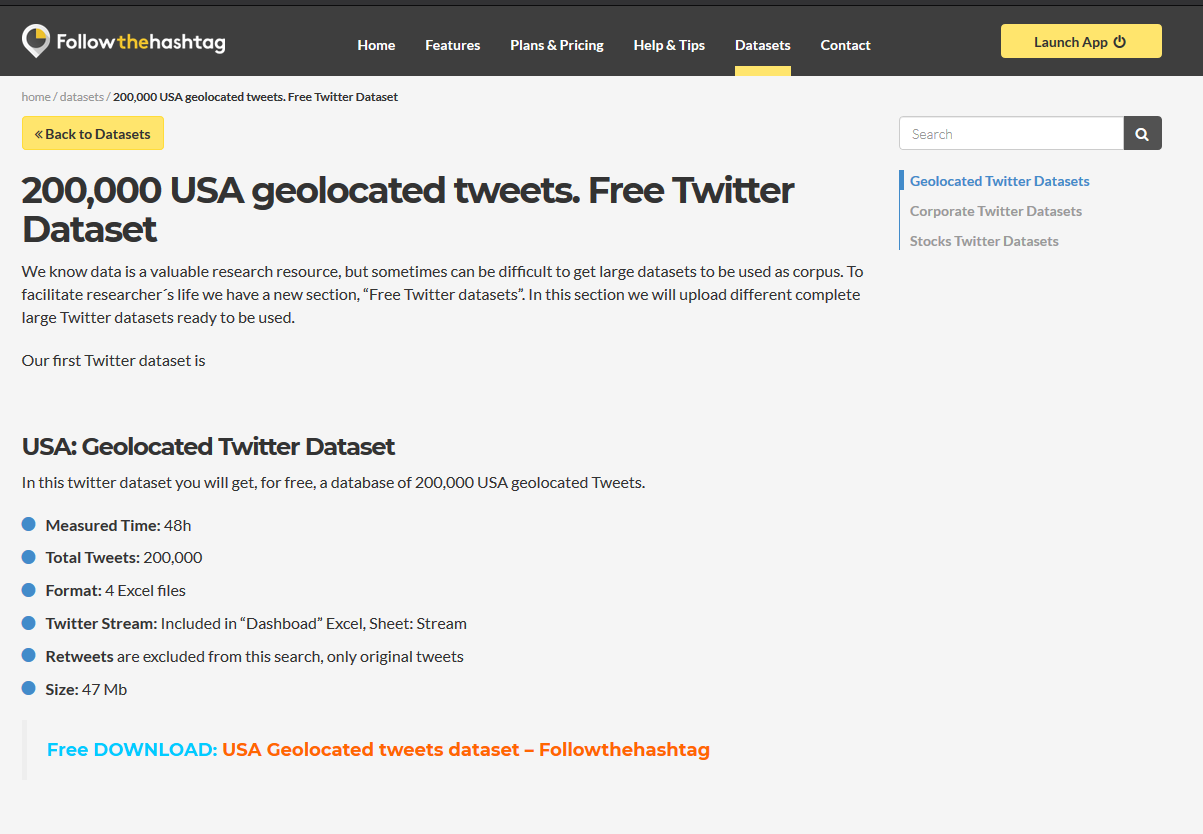 Followthehashtag
Home Features Plans & Pricing Help & Tips Datasets Contact
Launch App
home / datasets / 200,000 USA geolocated tweets. Free Twitter Dataset
« Back to Datasets
Search
200,000 USA geolocated tweets. Free Twitter
Dataset
Geolocated Twitter Datasets
Corporate Twitter Datasets
Stocks Twitter Datasets
We know data is a valuable research resource, but sometimes can be difficult to get large datasets to be used as corpus. To
facilitate researcher´s life we have a new section, “Free Twitter datasets”. In this section we will upload different complete
large Twitter datasets ready to be used.
Our first Twitter dataset is
USA: Geolocated Twitter Dataset
In this twitter dataset you will get, for free, a database of 200,000 USA geolocated Tweets.
Measured Time: 48h
Total Tweets: 200,000
Format: 4 Excel files
Twitter Stream: Included in “Dashboad” Excel, Sheet: Stream
Retweets are excluded from this search, only original tweets
Size: 47 Mb
Free DOWNLOAD: USA Geolocated tweets dataset – Followthehashtag